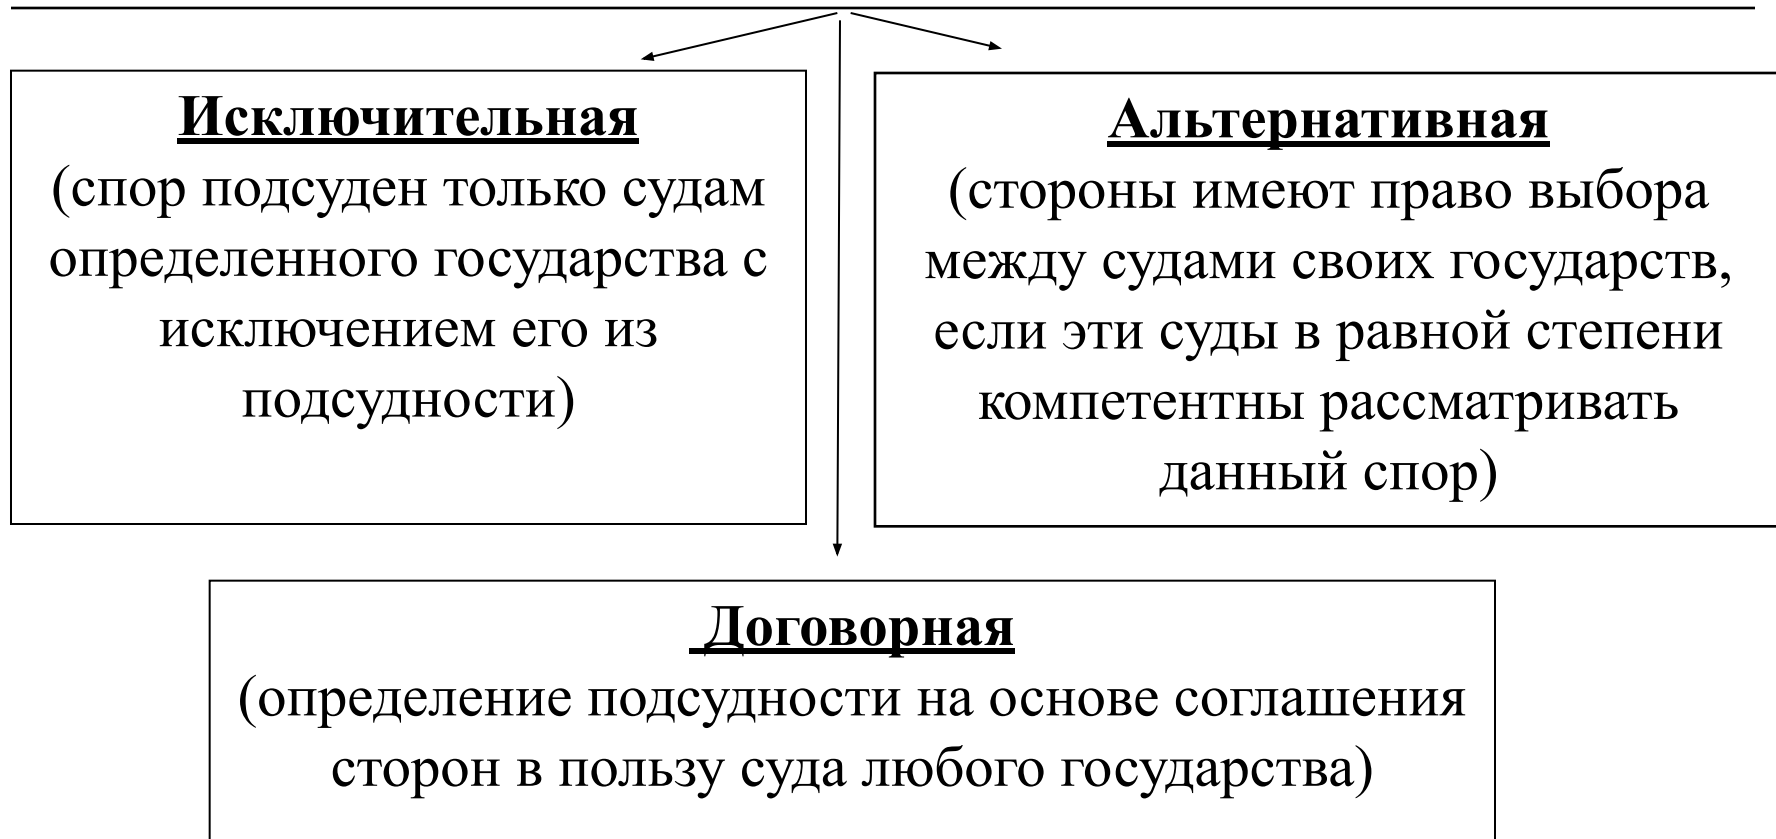 Исключительная
(спор подсуден только судам
определенного государства с
исключением его из
подсудности)
Альтернативная
(стороны имеют право выбора
между судами своих государств,
если эти суды в равной степени
компетентны рассматривать
данный спор)
Договорная
(определение подсудности на основе соглашения
сторон в пользу суда любого государства)